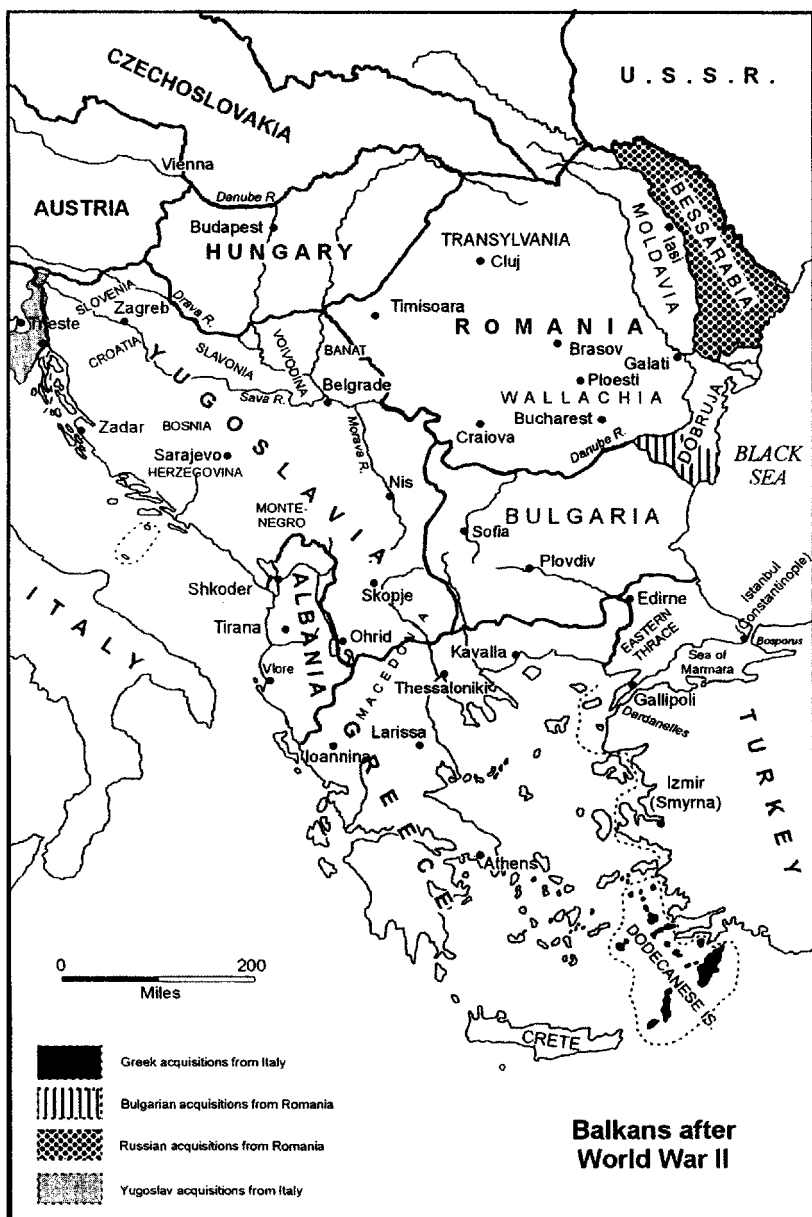 CZECHOSLOVAKIA
U.S.S.R.
Vienna
AUSTRIA
Danube R.
Budapest
HUNGARY
TRANSYLVANIA
Cluj
MOLDAVIA
Iasi
BESSARABIA
SLOVENIA
Drava R.
Zagreb
Trieste
CROATIA
SLAVONIA
VOIVODINA
BANAT
Timisoara
ROMANIA
Brasov
Galati
Ploesti
WALLACHIA
YUGOSLAVIA
Sava R.
Belgrade
Bucharest
DOBRUJA
Zadar
BOSNIA
Morava R.
Craiova
Danube R.
BLACK
SEA
Sarajevo
HERZEGOVINA
Nis
MONTE-
NEGRO
BULGARIA
Sofia
Plovdiv
ITALY
Shkoder
ALBANIA
Skopje
Edirne
Istanbul
(Constantinople)
Bosporus
EASTERN
THRACE
Sea of
Marmara
Tirana
Ohrid
Kavalla
MACEDONIA
Vlore
Thessaloniki
Gallipoli
Dardanelles
Ioannina
Larissa
GREECE
TURKEY
Izmir
(Smyrna)
Athens
DODECANESE IS.
0 200
Miles
CRETE
Greek acquisitions from Italy
Bulgarian acquisitions from Romania
Russian acquisitions from Romania
Yugoslav acquisitions from Italy
Balkans after
World War II